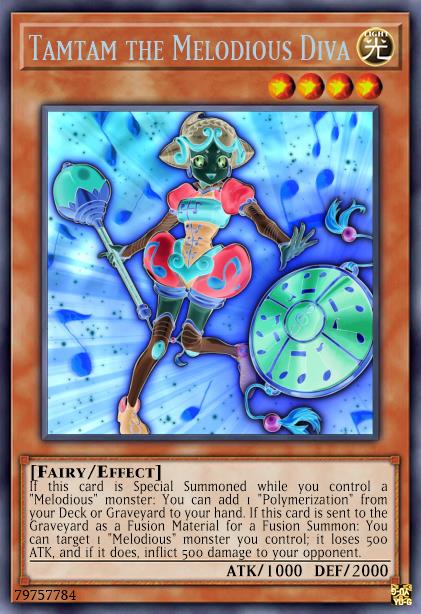 TAMTAM THE MELODIOUS DIVA
LIGHT
光
[FAIRY/EFFECT]
If this card is Special Summoned while you control a
"Melodious" monster: You can add 1 "Polymerization" from
your Deck or Graveyard to your hand. If this card is sent to the
Graveyard as a Fusion Material for a Fusion Summon: You
can target 1 "Melodious" monster you control; it loses 500
ATK, and if it does, inflict 500 damage to your opponent.
ATK/1000 DEF/2000
79757784